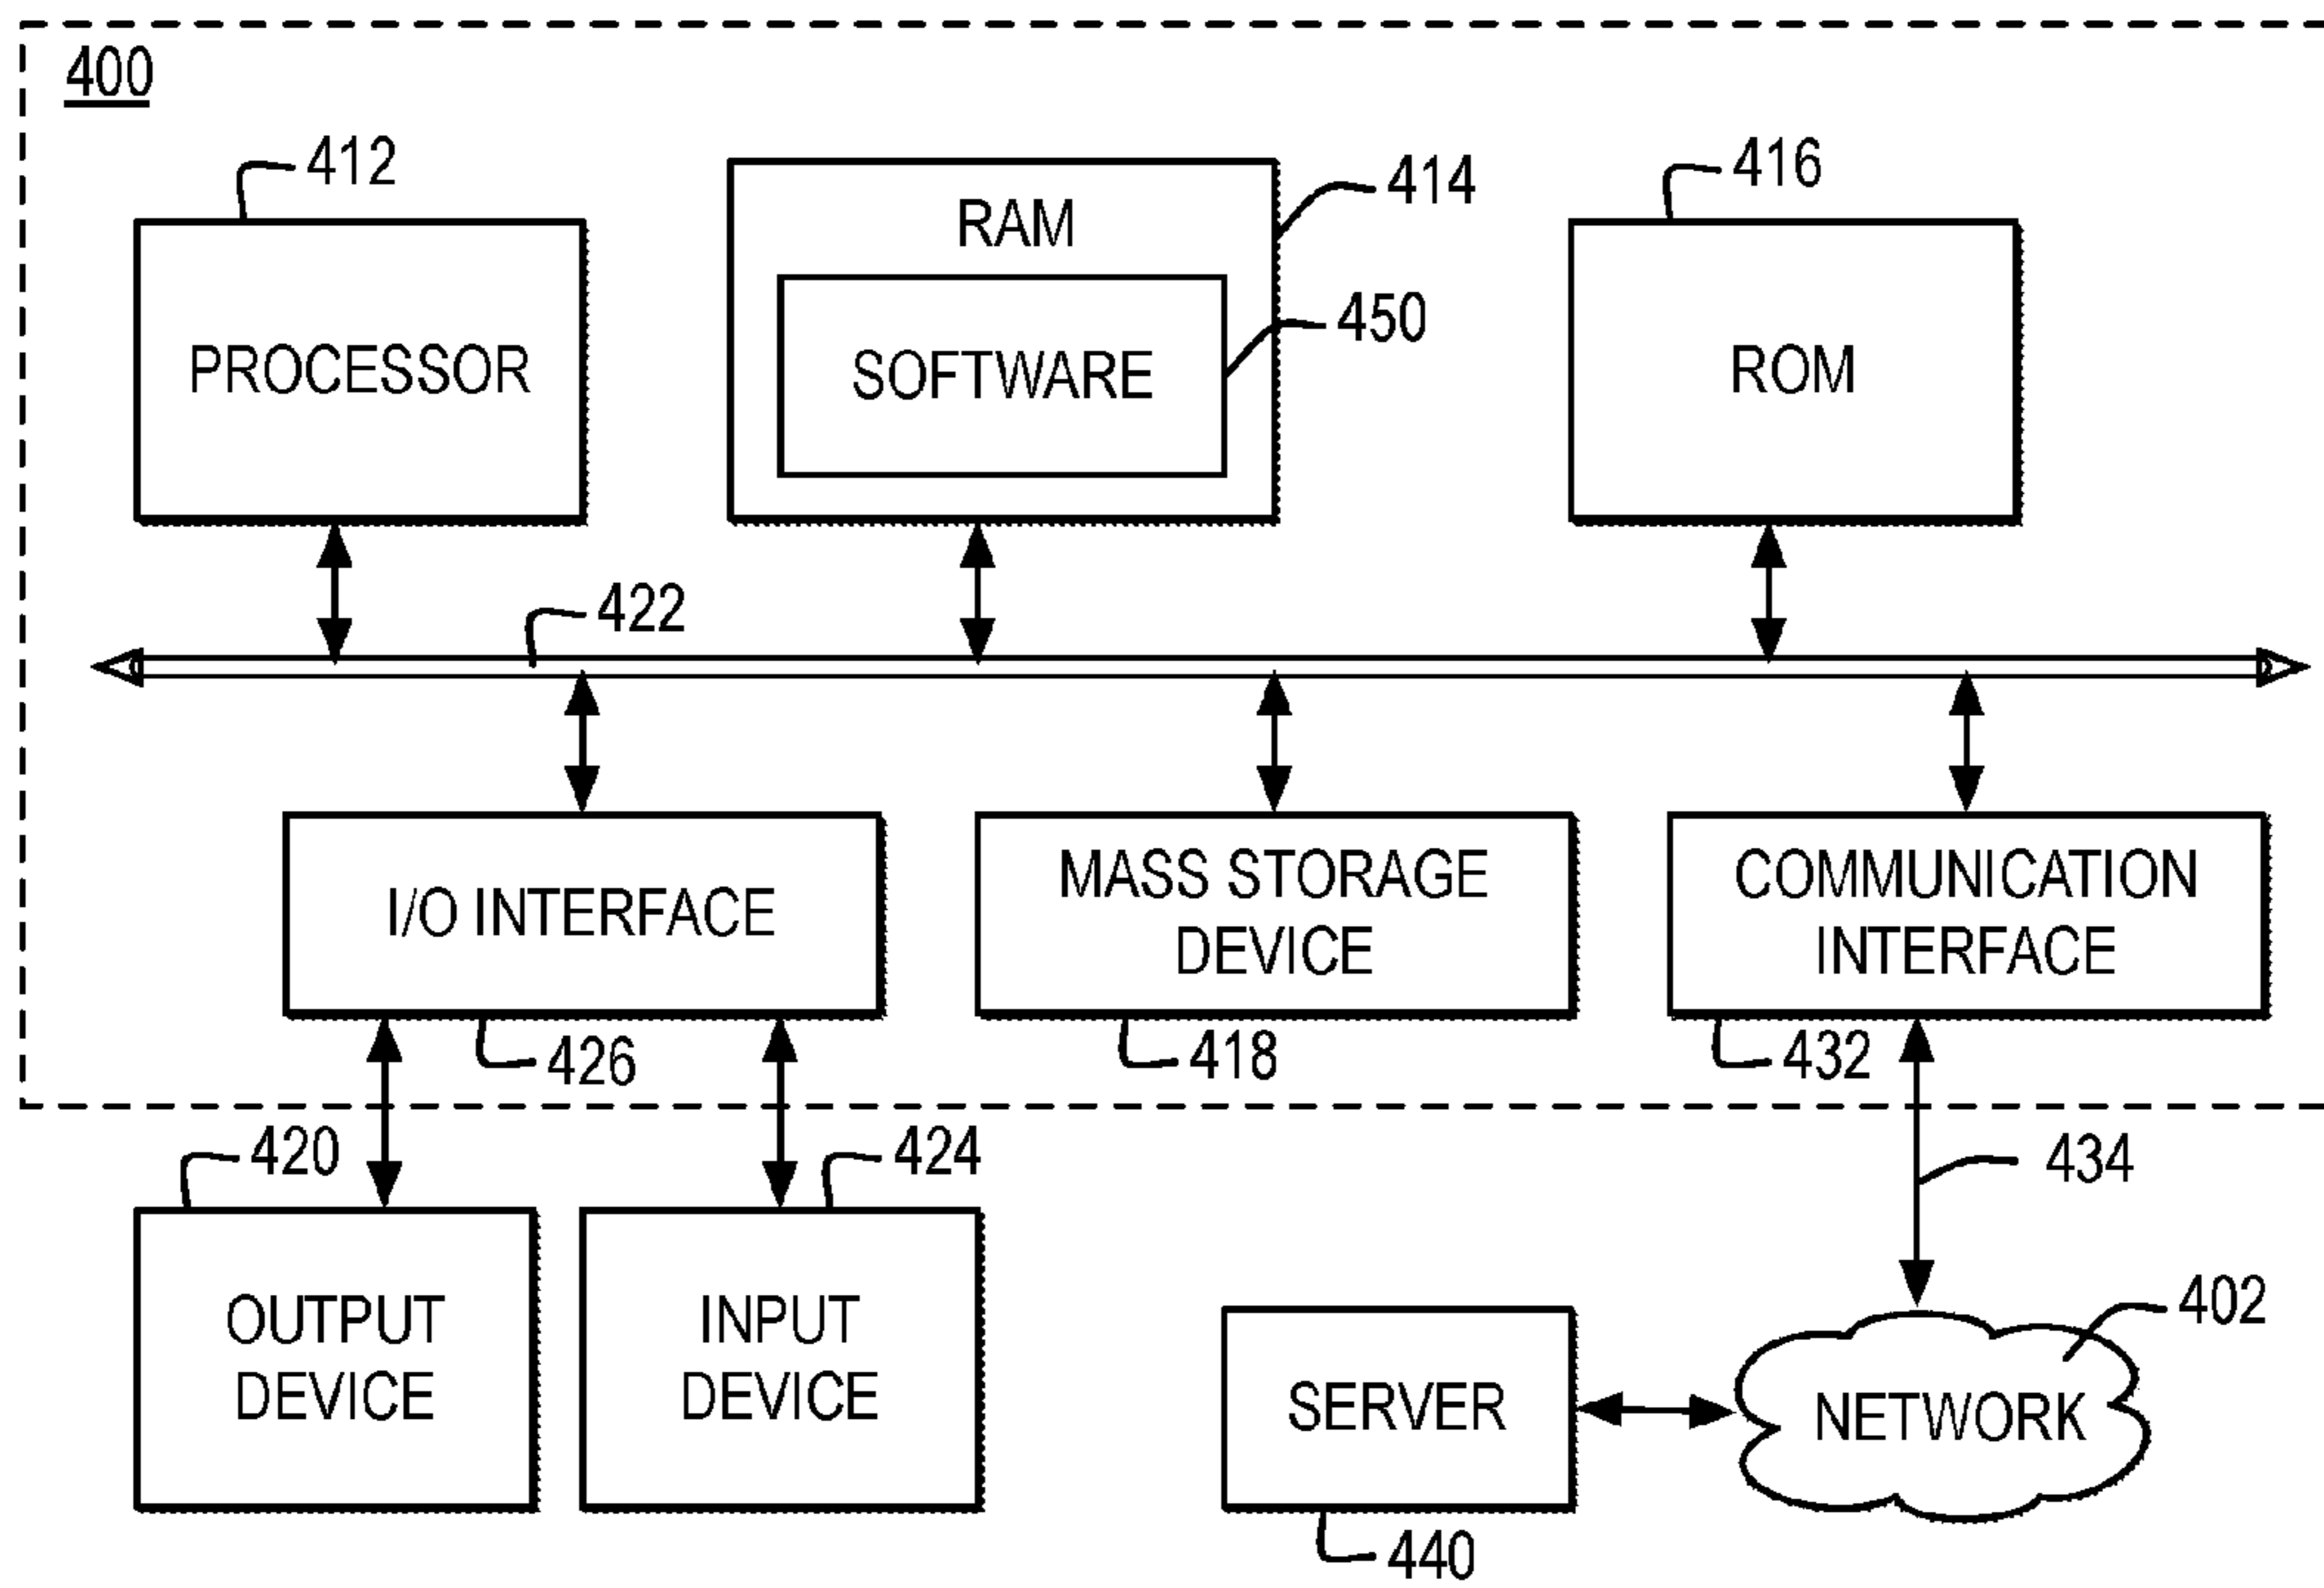 400
412
414
416
RAM
450
PROCESSOR
SOFTWARE
ROM
422
I/O INTERFACE
MASS STORAGE
DEVICE
COMMUNICATION
INTERFACE
426
418
432
420
424
434
OUTPUT
DEVICE
INPUT
DEVICE
402
SERVER
NETWORK
440